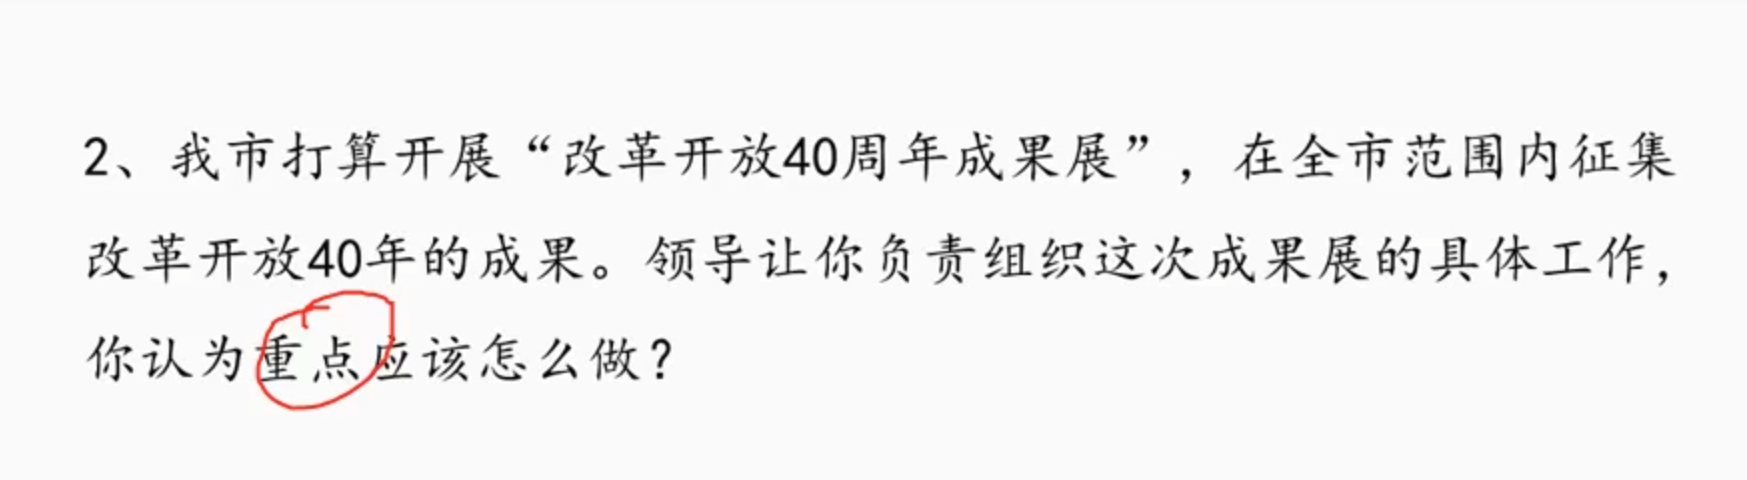 2、我市打算开展“改革开放40周年成果展”，在全市范围内征集
改革开放40年的成果。领导让你负责组织这次成果展的具体工作，
你认为重点应该怎么做？